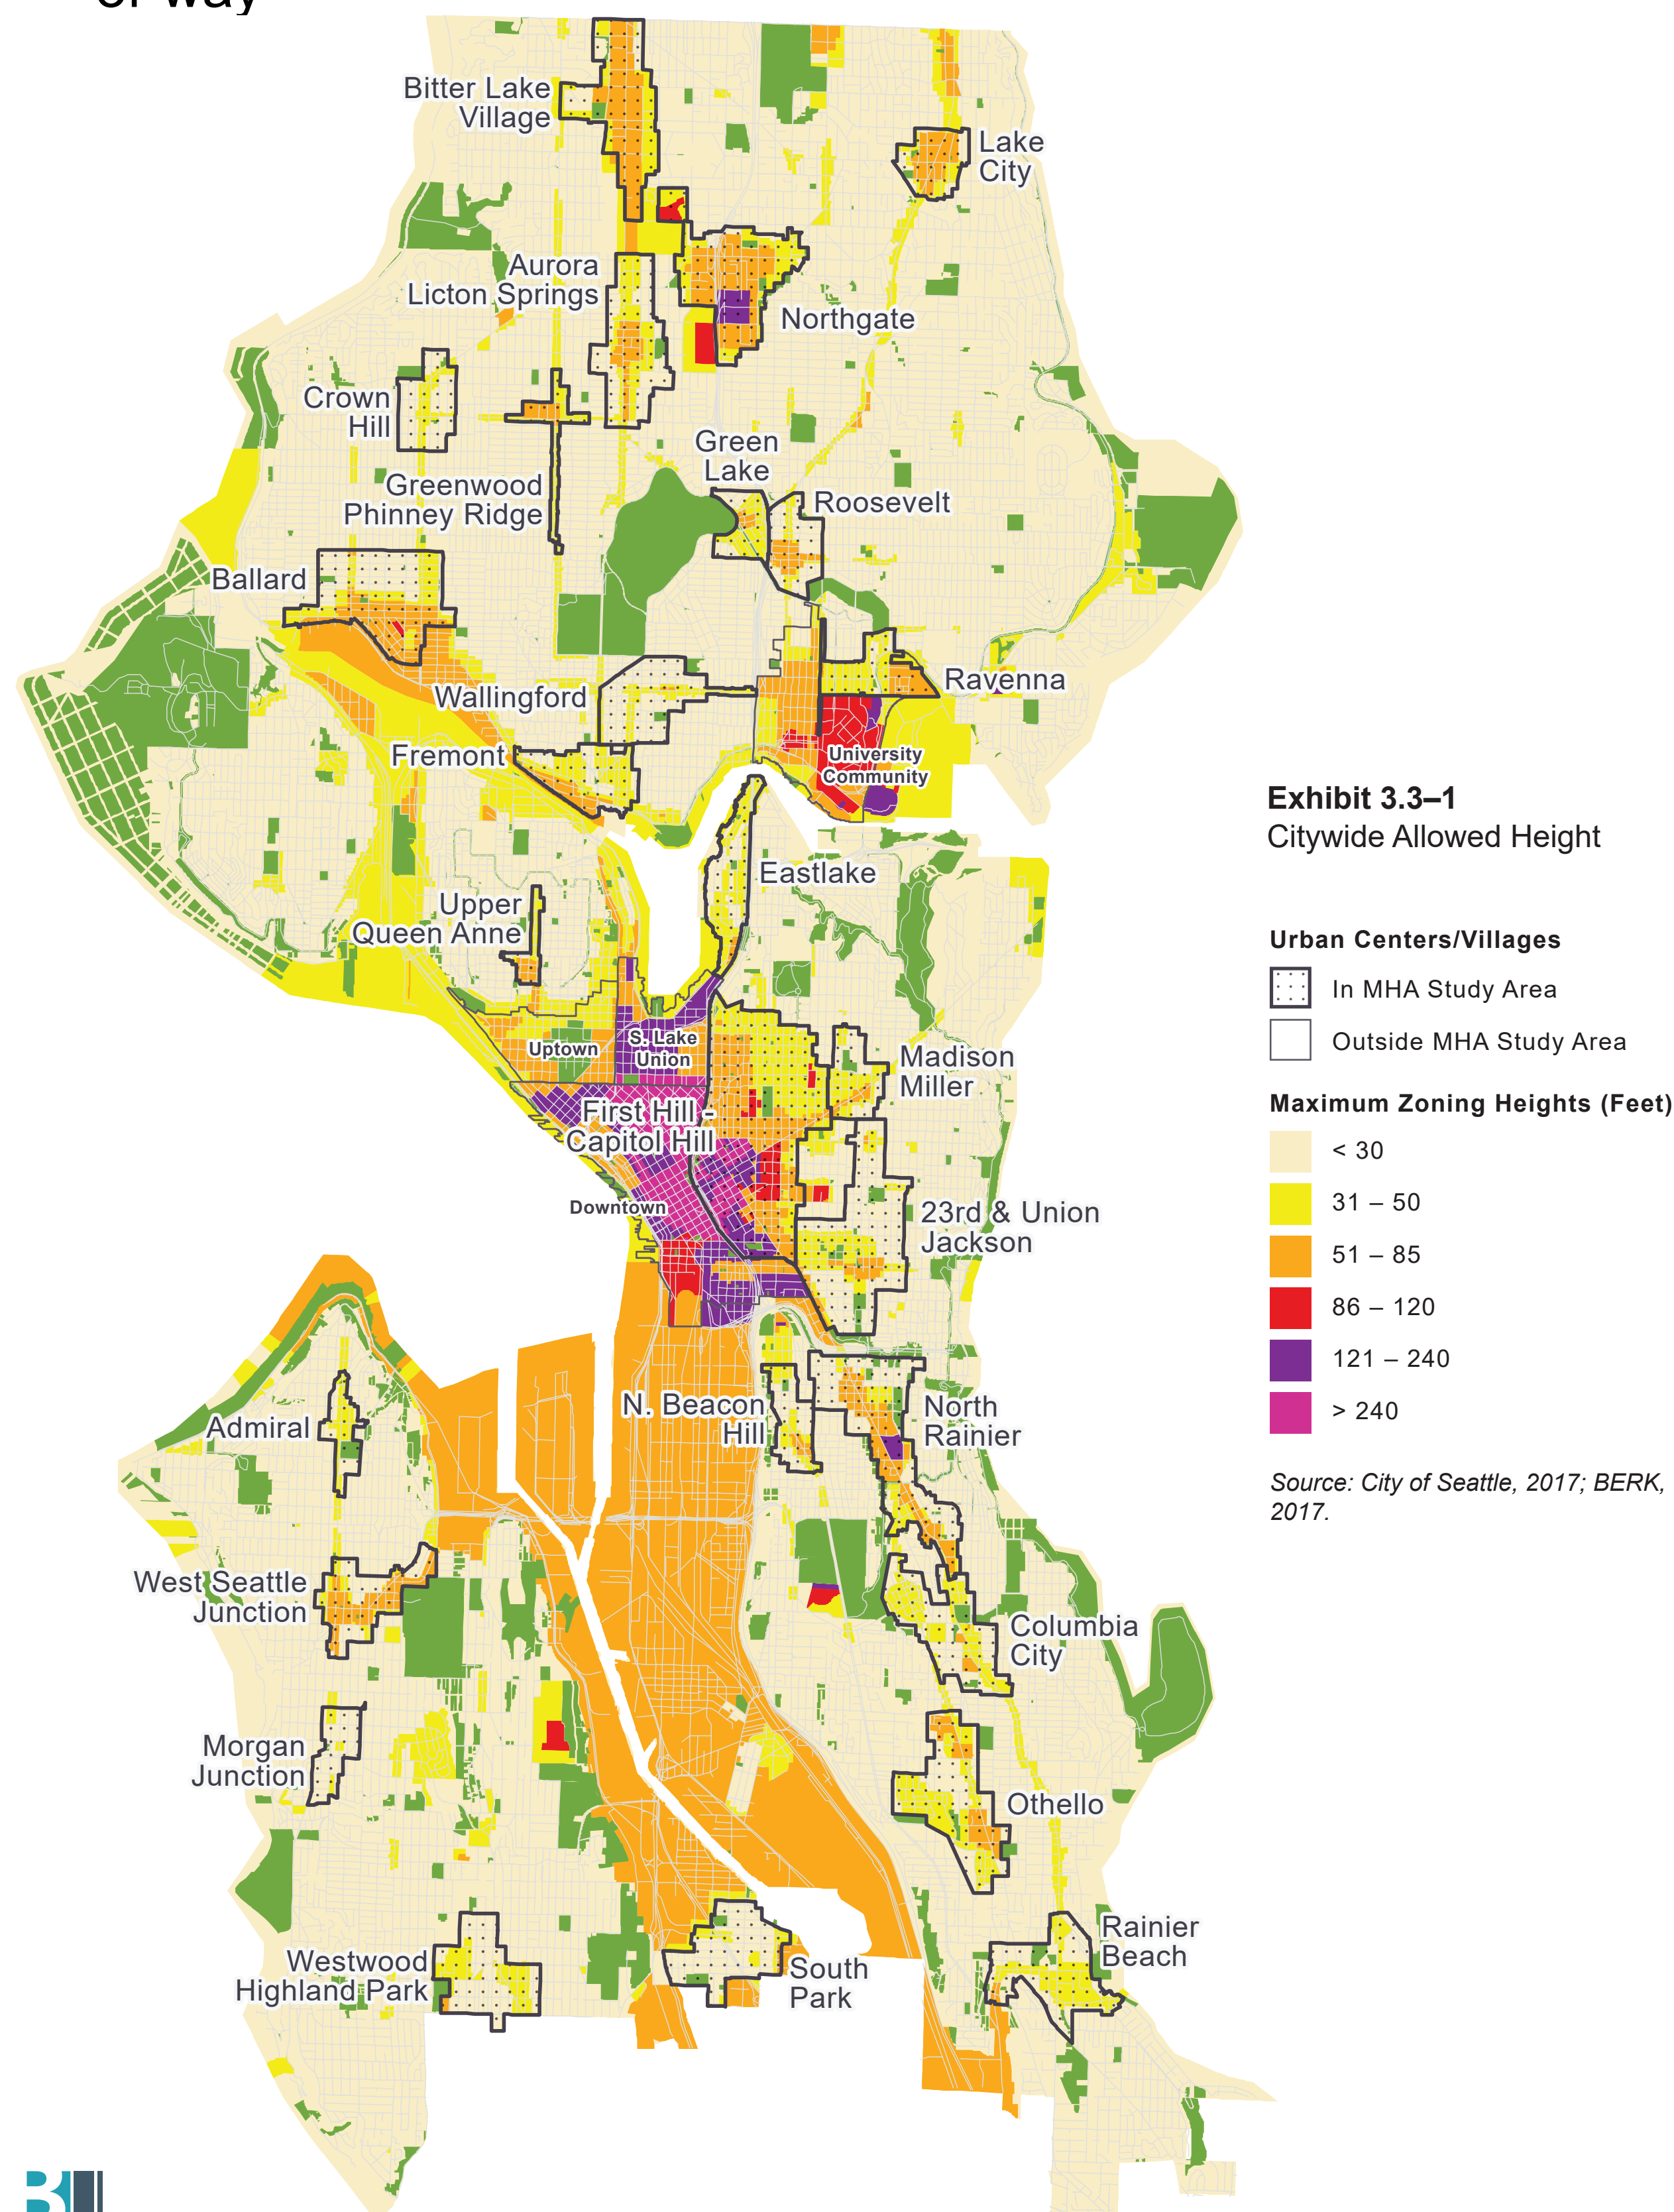 of way
Bitter Lake
Village
Lake
City
Aurora
Licton Springs
Northgate
Crown
Hill
Green
Lake
Greenwood
Phinney Ridge
Roosevelt
Ballard
Ravenna
Wallingford
Fremont
University
Community
Eastlake
Upper
Queen Anne
Uptown
S. Lake
Union
Madison
Miller
First Hill -
Capitol Hill
Downtown
23rd & Union
Jackson
N. Beacon
Hill
North
Rainier
Admiral
West Seattle
Junction
Columbia
City
Morgan
Junction
Othello
Rainier
Beach
Westwood
Highland Park
South
Park
Exhibit 3.3–1
Citywide Allowed Height
Urban Centers/Villages
In MHA Study Area
Outside MHA Study Area
Maximum Zoning Heights (Feet)
< 30
31 – 50
51 – 85
86 – 120
121 – 240
> 240
Source: City of Seattle, 2017; BERK,
2017.